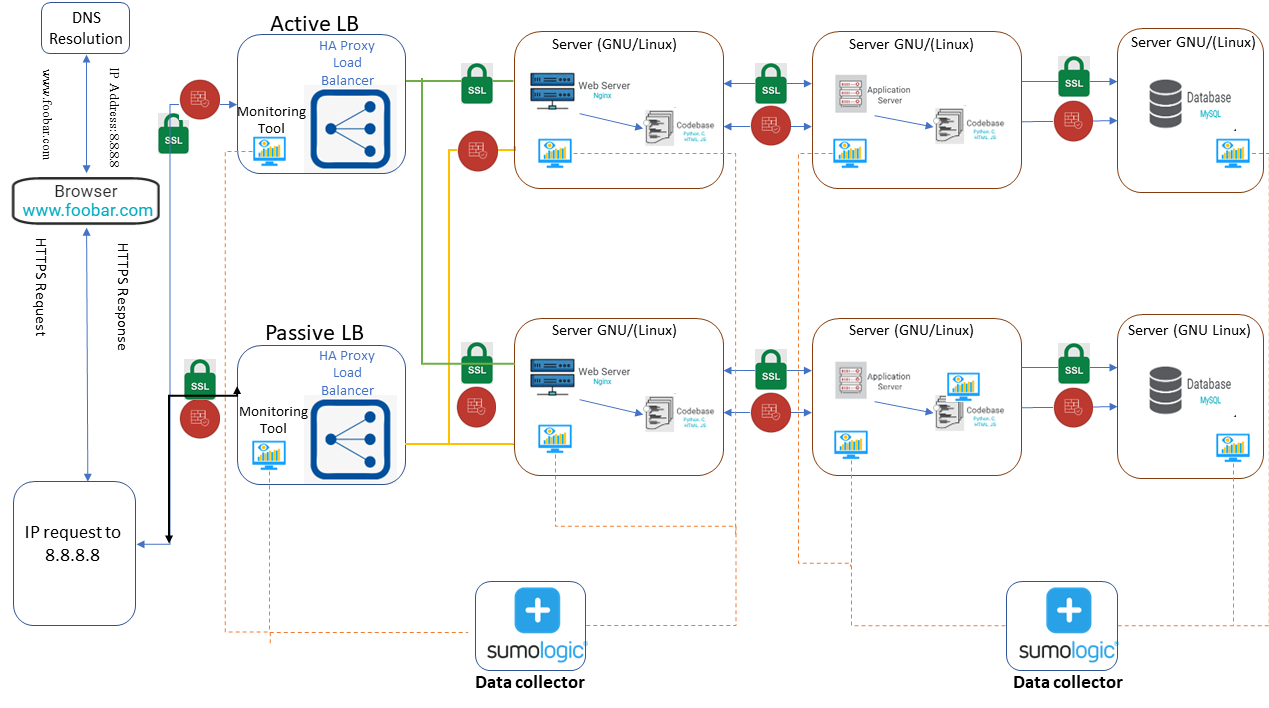 DNS
Resolution
www.foobar.com
IP Address:8.8.88
Browser
www.foobar.com
HTTPS Request
HTTPS Response
IP request to
8.8.8.8
SSL
Active LB
HA Proxy
Load
Balancer
Monitoring
Tool
SSL
Server (GNU/Linux)
Web Server
Nginx
Codebase
Python, C,
HTML, JS
SSL
Server GNU/(Linux)
Application
Server
Codebase
Python, C,
HTML, JS
SSL
Server GNU/(Linux)
Database
MySQL
SSL
Passive LB
HA Proxy
Load
Balancer
Monitoring
Tool
SSL
Server GNU/(Linux)
Web Server
Nginx
Codebase
Python, C,
HTML, JS
SSL
Server (GNU/Linux)
Application
Server
Codebase
Python, C,
HTML, JS
SSL
Server (GNU Linux)
Database
MySQL
sumologic
Data collector
sumologic
Data collector